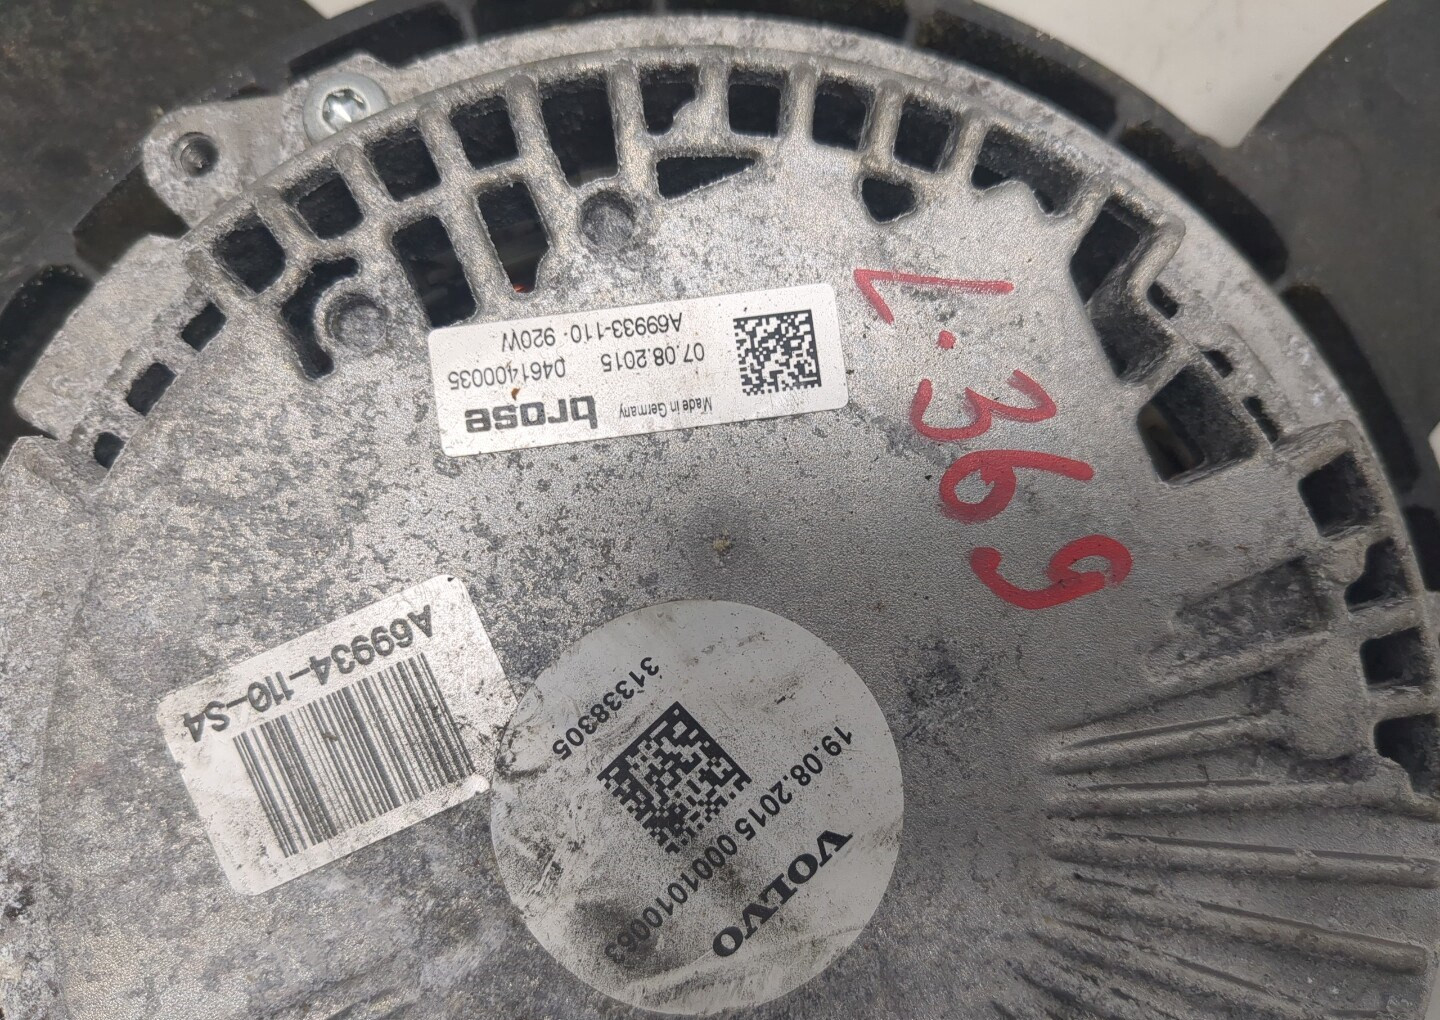 brose Made in Germany
0461400035 07.08.2015
A69933-110 920W
L.369
A69934-110-S4
VOLVO
19.08.2015 0001010063
31338305